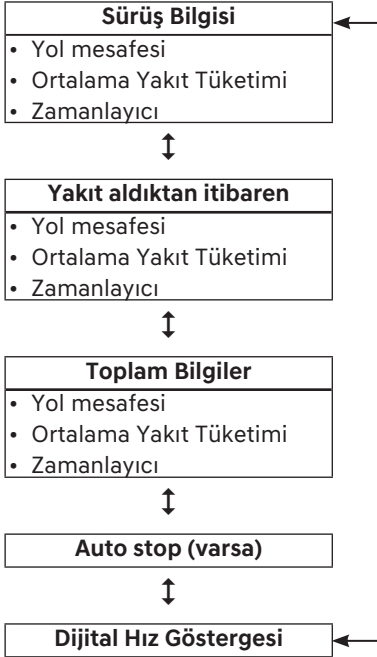 Sürüş Bilgisi
• Yol mesafesi
• Ortalama Yakıt Tüketimi
• Zamanlayıcı
Yakıt aldıktan itibaren
• Yol mesafesi
• Ortalama Yakıt Tüketimi
• Zamanlayıcı
Toplam Bilgiler
• Yol mesafesi
• Ortalama Yakıt Tüketimi
• Zamanlayıcı
Auto stop (varsa)
Dijital Hız Göstergesi